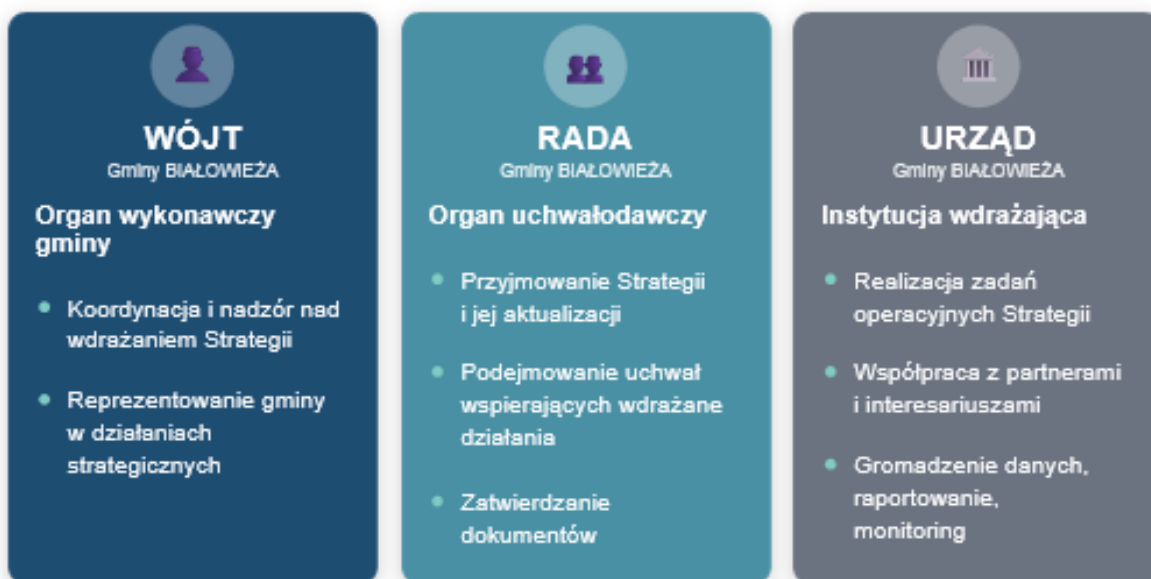 WÓJT
Gminy BIAŁOWIEŻA
Organ wykonawczy
gminy
Koordynacja i nadzór nad
wdrażaniem Strategii
Reprezentowanie gminy
w działaniach
strategicznych
RADA
Gminy BIAŁOWIEŻA
Organ uchwałodawczy
Przyjmowanie Strategii
i jej aktualizacji
Podejmowanie uchwał
wspierających wdrażane
działania
Zatwierdzanie
dokumentów
URZĄD
Gminy BIAŁOWIEŻA
Instytucja wdrażająca
Realizacja zadań
operacyjnych Strategii
Współpraca z partnerami
i interesariuszami
Gromadzenie danych,
raportowanie,
monitoring